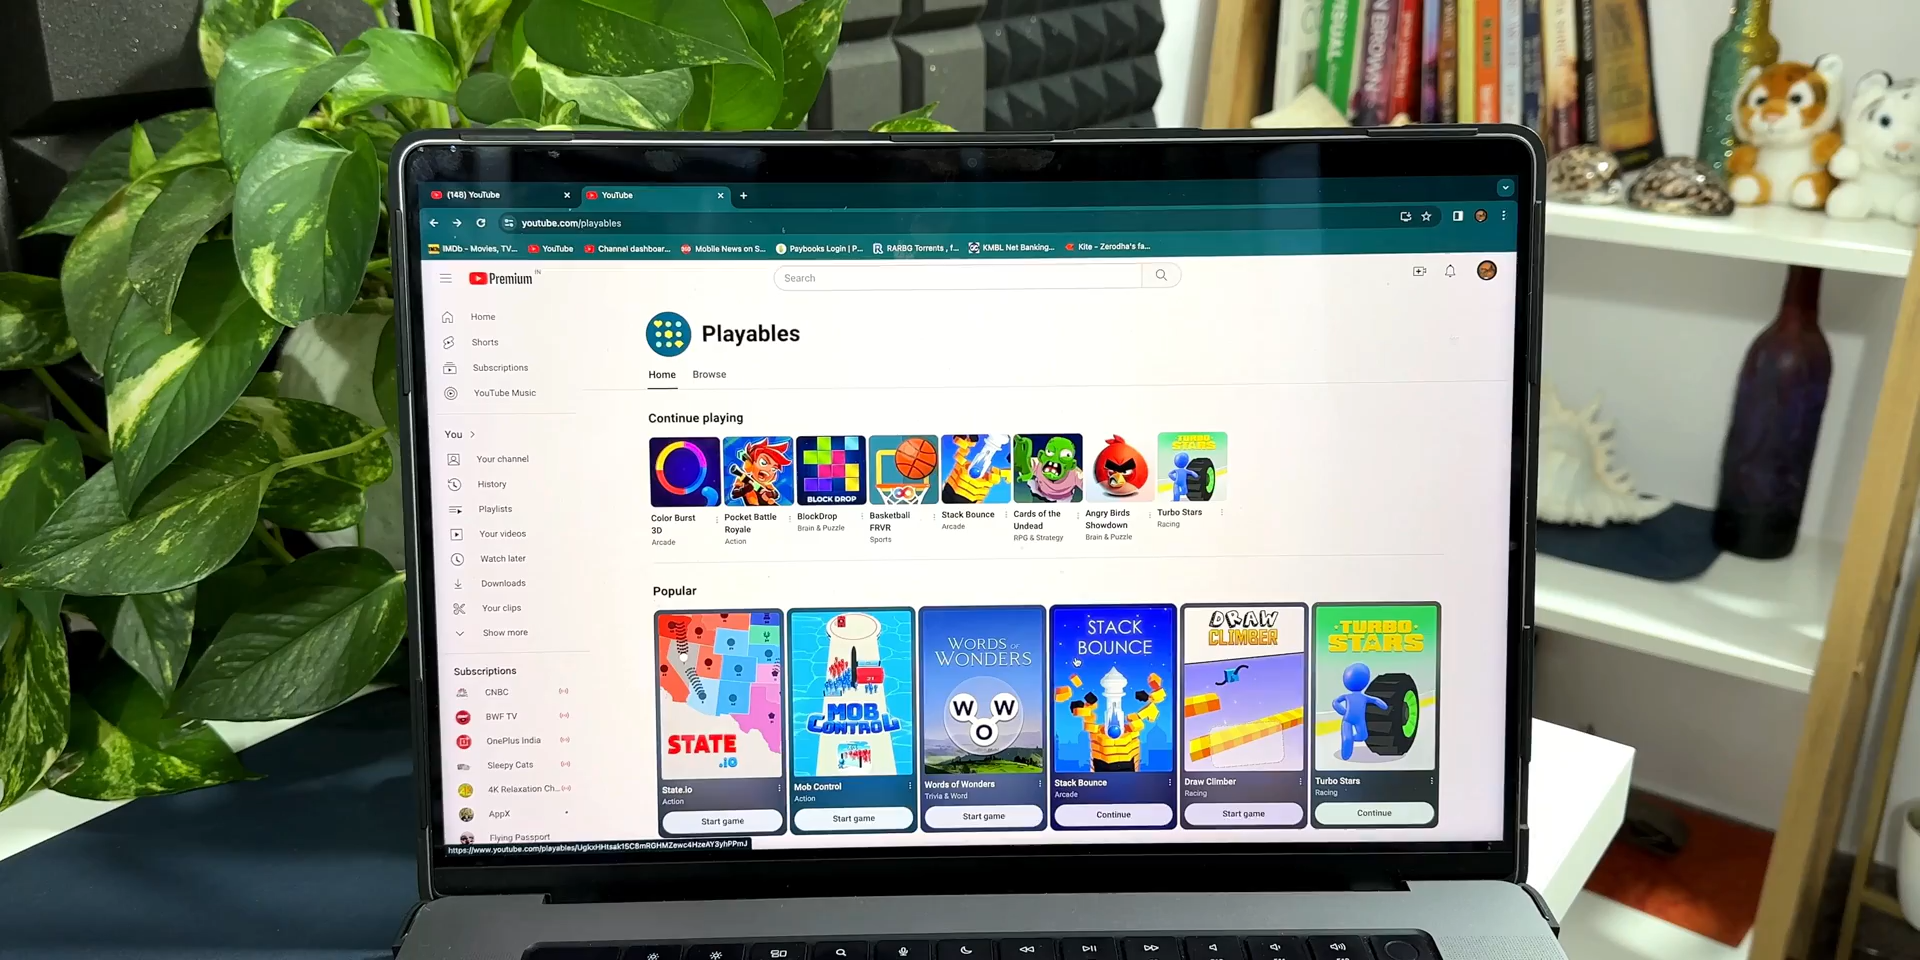 VISUAL
BROWN
(148) YouTube
YouTube
youtube.com/playables
IMDb - Movies, TV...
YouTube
Channel dashboar...
Mobile News on S...
Paybooks Login | P...
RARBG Torrents , f...
KMBL Net Banking...
Kite - Zerodha's fa...
Premium IN
Search
Home
Shorts
Subscriptions
YouTube Music
You
Your channel
History
Playlists
Your videos
Watch later
Downloads
Your clips
Show more
Subscriptions
CNBC
BWF TV
OnePlus India
Sleepy Cats
4K Relaxation Ch...
AppX
Flying Passport
Playables
Home Browse
Continue playing
BLOCK DROP
TURBO
STARS
Color Burst
3D
Arcade
Pocket Battle
Royale
Action
BlockDrop
Brain & Puzzle
Basketball
FRVR
Sports
Stack Bounce
Arcade
Cards of the
Undead
RPG & Strategy
Angry Birds
Showdown
Brain & Puzzle
Turbo Stars
Racing
Popular
STATE
.IO
State.io
Action
Start game
MOB
CONTROL
Mob Control
Action
Start game
WORDS OF
WONDERS
W W
O
Words of Wonders
Trivia & Word
Start game
STACK
BOUNCE
Stack Bounce
Arcade
Continue
DRAW
CLIMBER
Draw Climber
Racing
Start game
TURBO
STARS
Turbo Stars
Racing
Continue